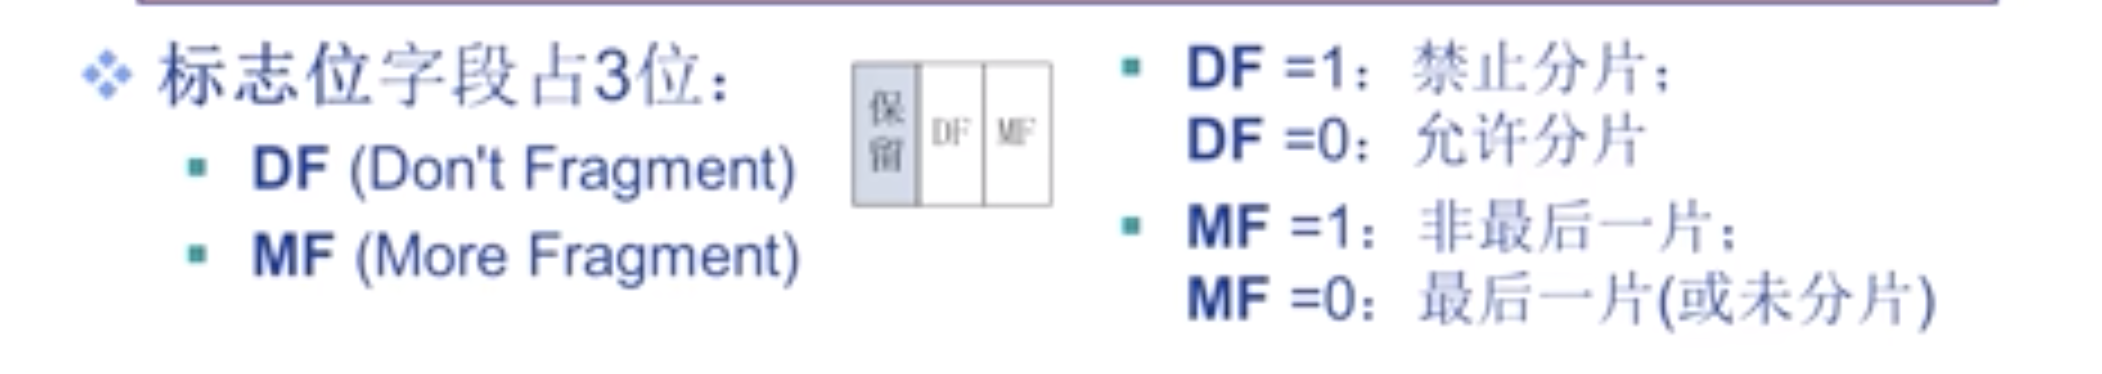 标志位字段占3位：
DF (Don't Fragment)
MF (More Fragment)
保留
DF
MF
DF =1：禁止分片；
DF =0：允许分片
MF =1：非最后一片；
MF =0：最后一片(或未分片)